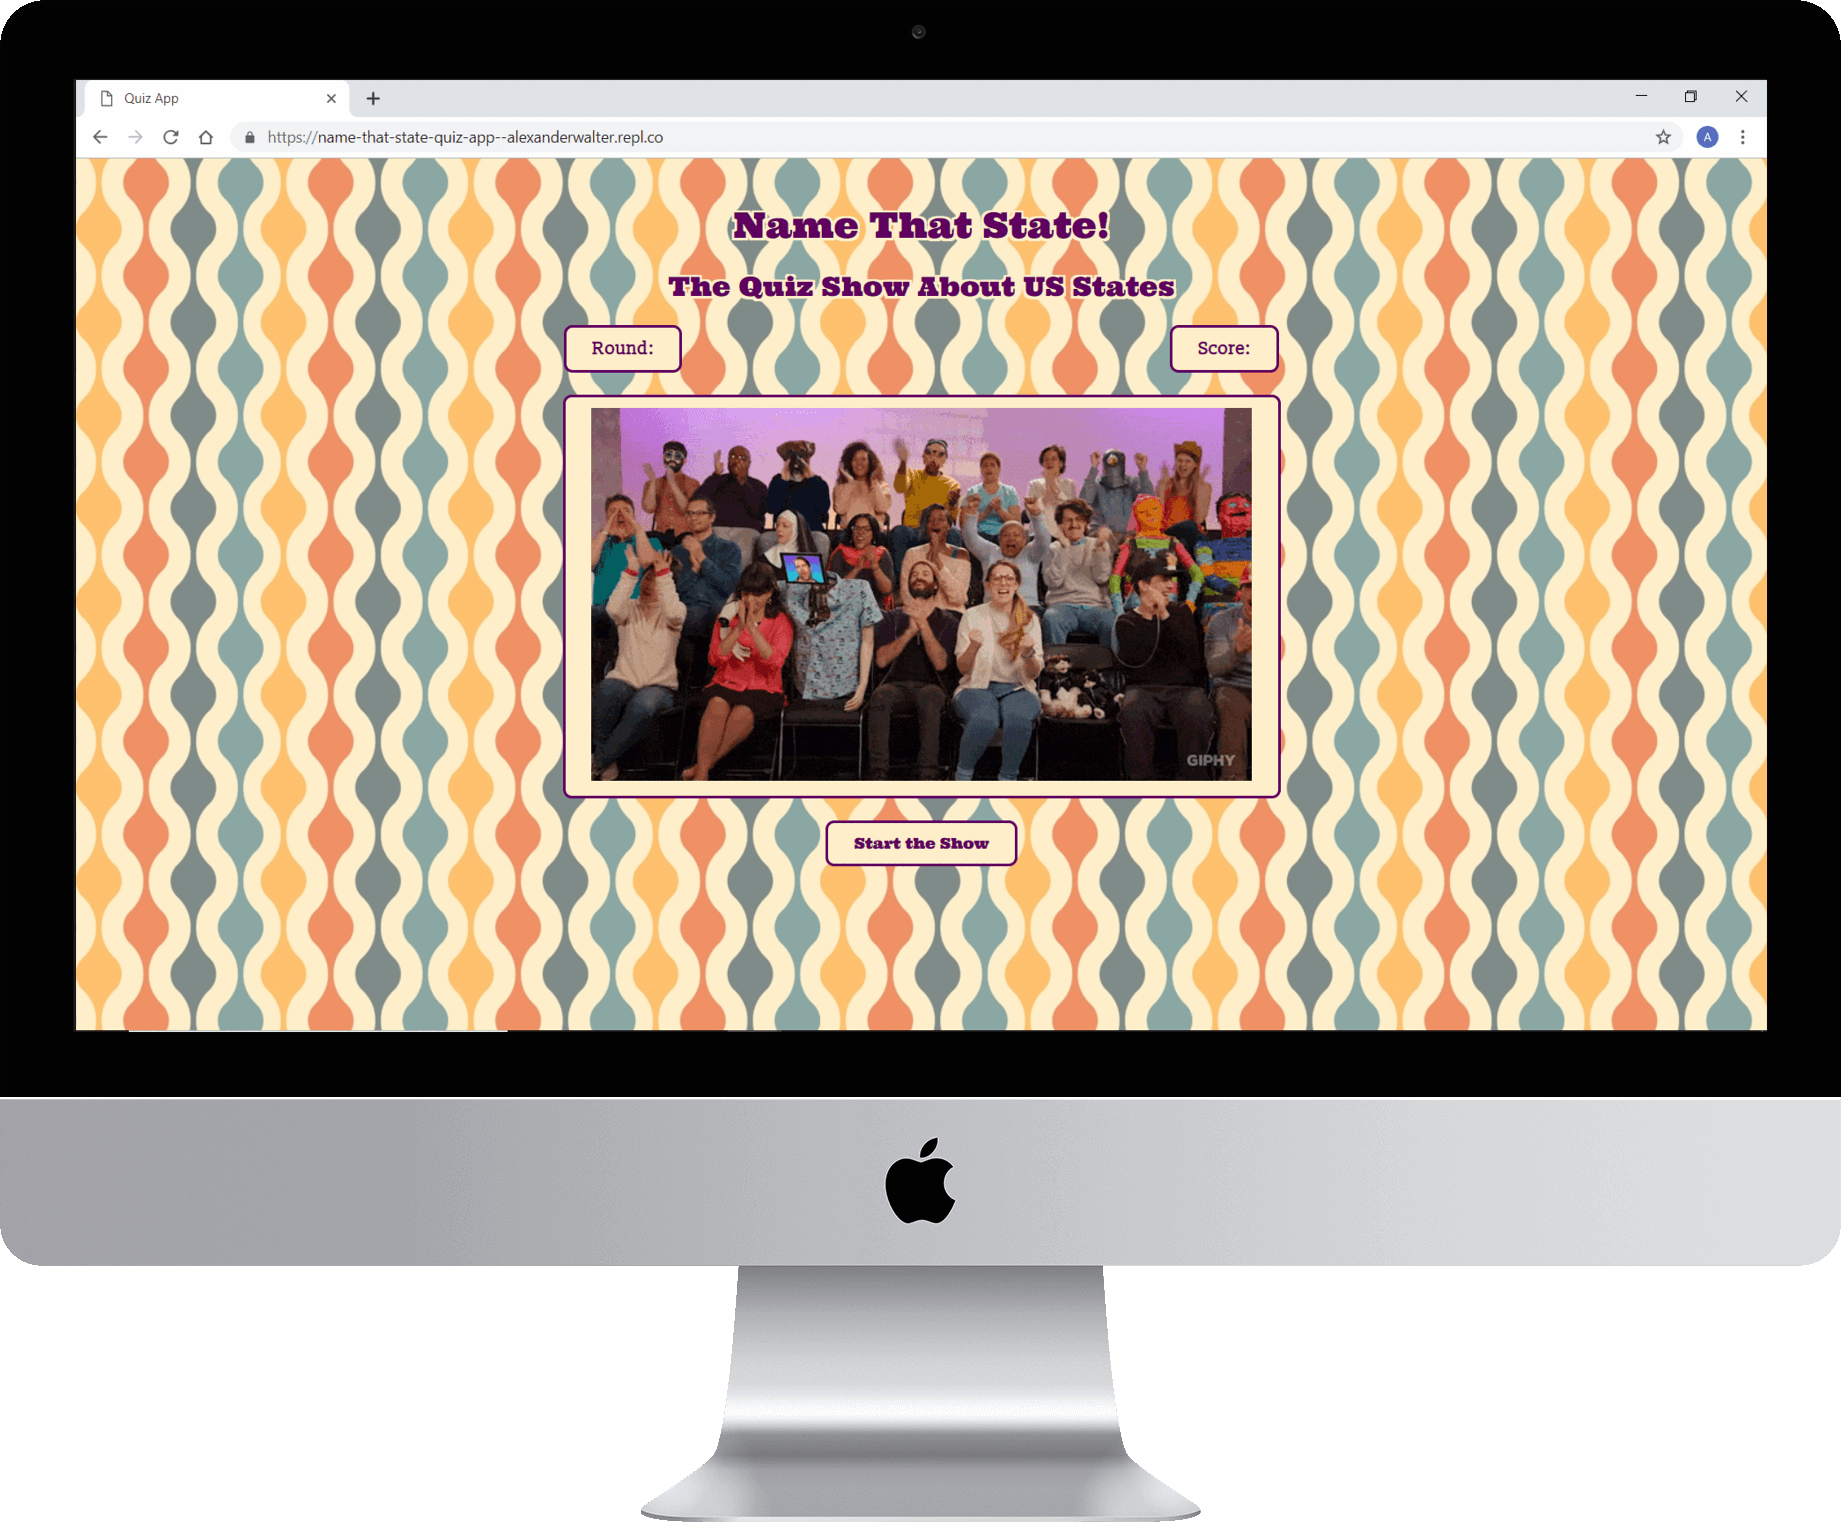 Quiz App
https://name-that-state-quiz-app--alexanderwalter.repl.co
A
Name That State!
The Quiz Show About US States
Round:
Score:
GIPHY
Start the Show